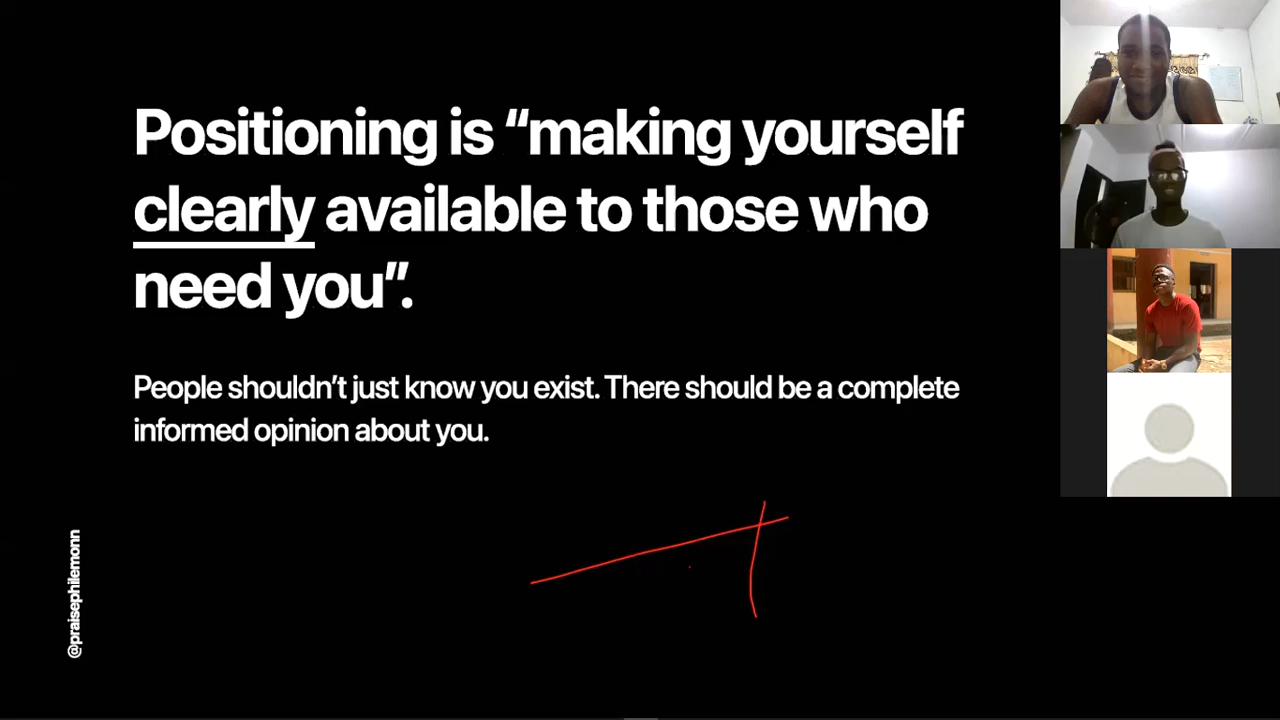 Positioning is “making yourself
clearly available to those who
need you”.
People shouldn’t just know you exist. There should be a complete
informed opinion about you.
@praisephilemonn